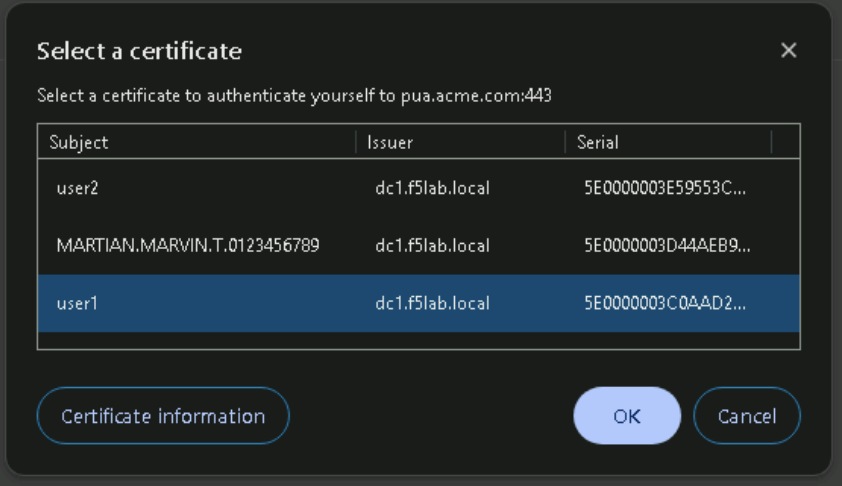 Select a certificate
Select a certificate to authenticate yourself to pua.acme.com:443
Subject Issuer Serial
user2 dc1.f5lab.local 5E0000003E59553C...
MARTIAN.MARVIN.T.0123456789 dc1.f5lab.local 5E0000003D44AEB9...
user1 dc1.f5lab.local 5E0000003C0AAD2...
Certificate information OK Cancel